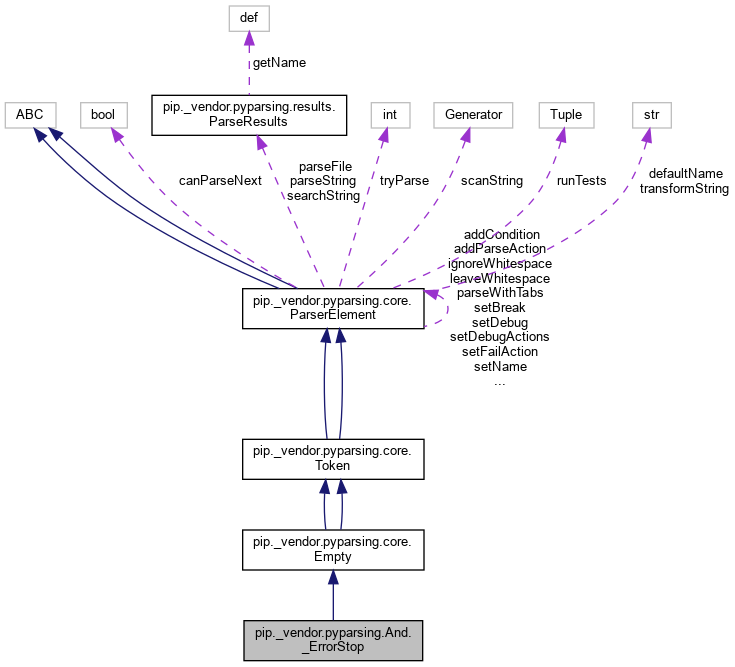 def
getName
pip._vendor.pyparsing.results.
ParseResults
ABC
bool
int
Generator
Tuple
str
canParseNext
parseFile
parseString
searchString
tryParse
scanString
runTests
defaultName
transformString
addCondition
addParseAction
ignoreWhitespace
leaveWhitespace
parseWithTabs
setBreak
setDebug
setDebugActions
setFailAction
setName
...
pip._vendor.pyparsing.core.
ParserElement
pip._vendor.pyparsing.core.
Token
pip._vendor.pyparsing.core.
Empty
pip._vendor.pyparsing.And.
_ErrorStop